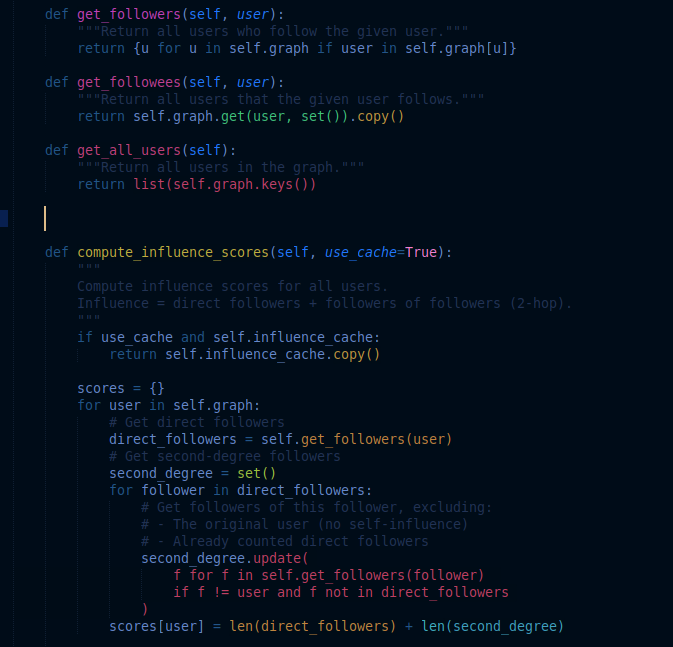 def get_followers(self, user):
"""Return all users who follow the given user."""
return {u for u in self.graph if user in self.graph[u]}
def get_followees(self, user):
"""Return all users that the given user follows."""
return self.graph.get(user, set()).copy()
def get_all_users(self):
"""Return all users in the graph."""
return list(self.graph.keys())
def compute_influence_scores(self, use_cache=True):
"""
Compute influence scores for all users.
Influence = direct followers + followers of followers (2-hop).
"""
if use_cache and self.influence_cache:
return self.influence_cache.copy()
scores = {}
for user in self.graph:
# Get direct followers
direct_followers = self.get_followers(user)
# Get second-degree followers
second_degree = set()
for follower in direct_followers:
# Get followers of this follower, excluding:
# - The original user (no self-influence)
# - Already counted direct followers
second_degree.update(
f for f in self.get_followers(follower)
if f != user and f not in direct_followers
)
scores[user] = len(direct_followers) + len(second_degree)